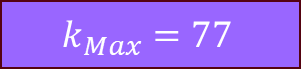 k_Max = 77